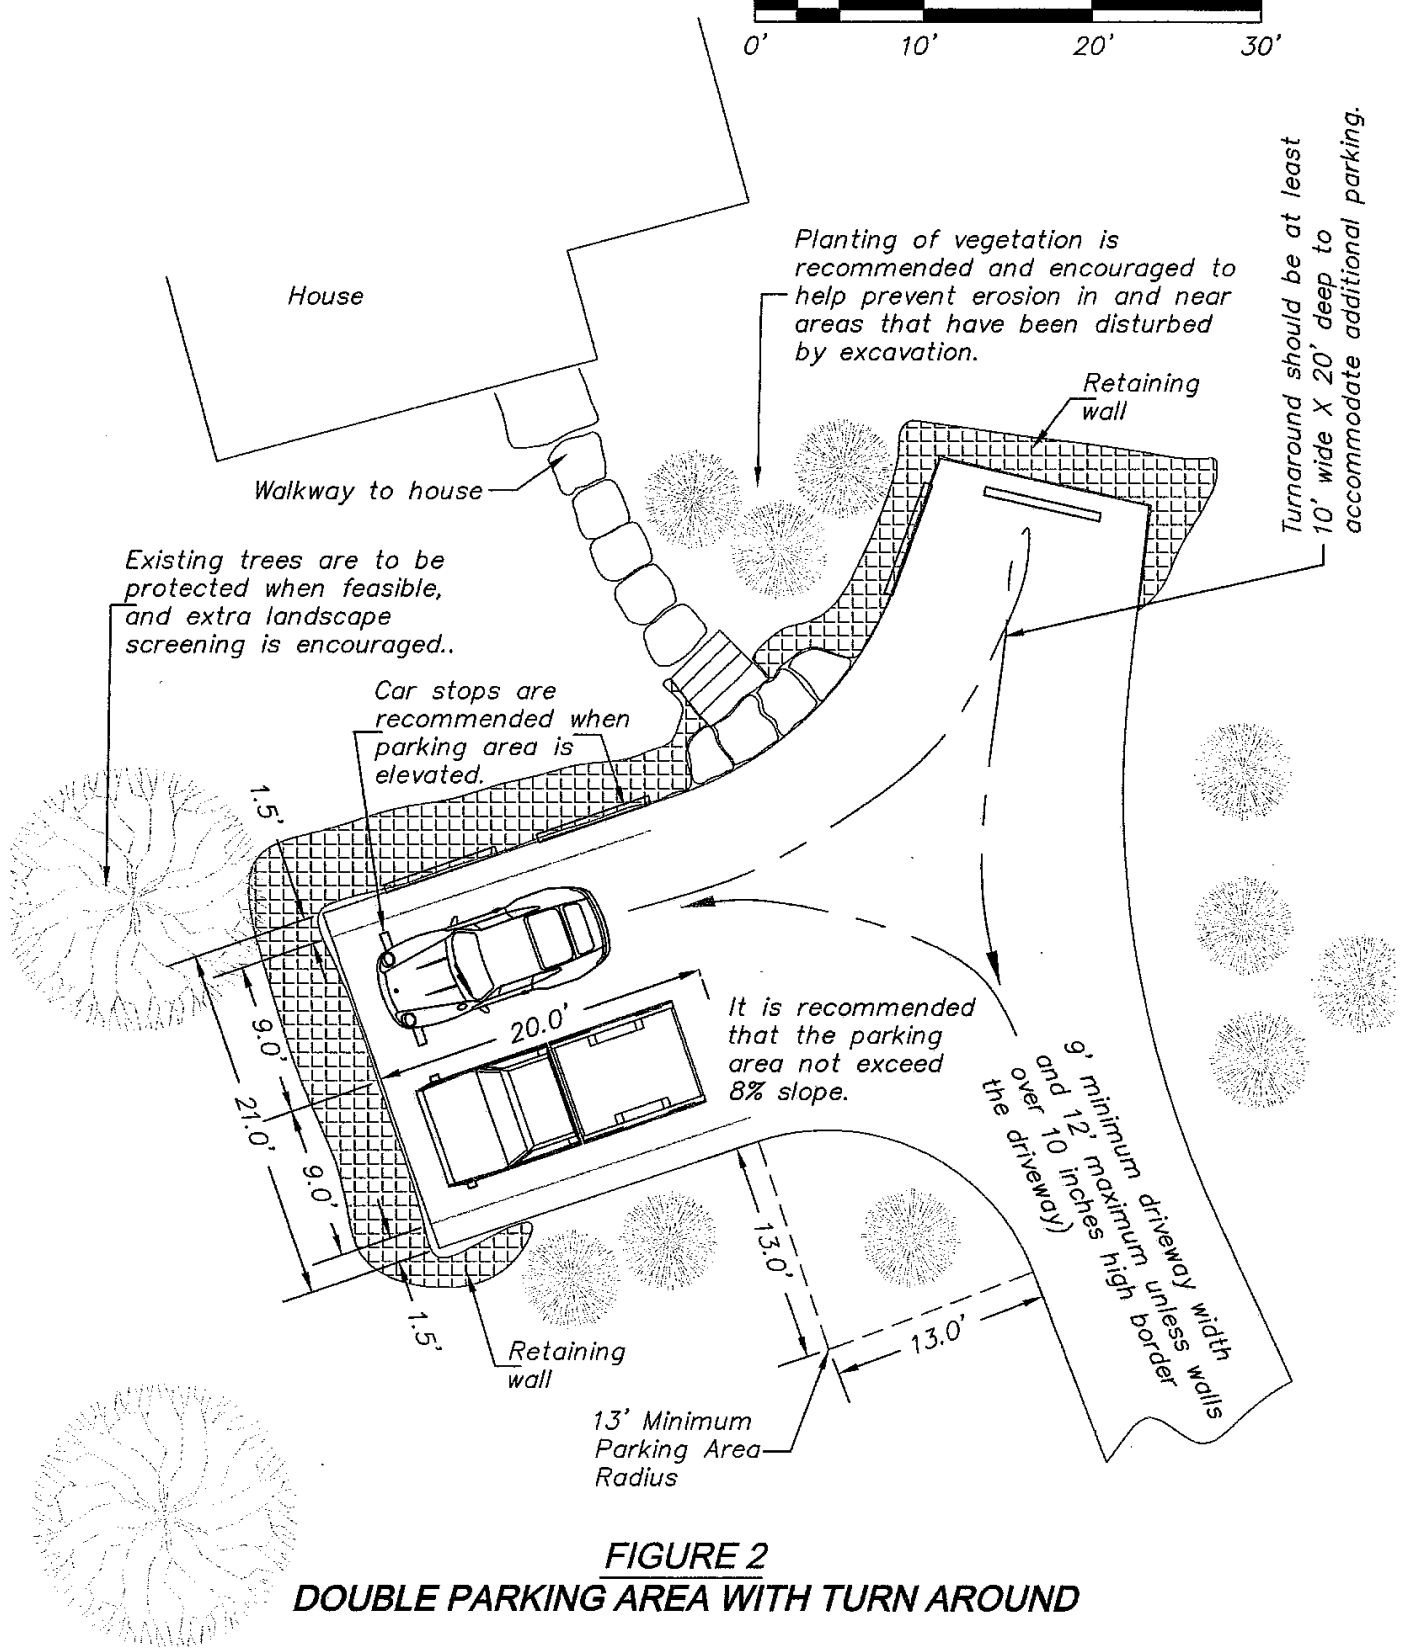 0' 10' 20' 30'
Turnaround should be at least
10' wide X 20' deep to
accommodate additional parking.
Planting of vegetation is
recommended and encouraged to
help prevent erosion in and near
areas that have been disturbed
by excavation.
House
Retaining
wall
Walkway to house
Existing trees are to be
protected when feasible,
and extra landscape
screening is encouraged..
Car stops are
recommended when
parking area is
elevated.
1.5'
9.0'
21.0'
9.0'
1.5'
20.0'
It is recommended
that the parking
area not exceed
8% slope.
9' minimum driveway width
and 12' maximum unless walls
over 10 inches high border
the driveway)
13.0'
13.0'
Retaining
wall
13' Minimum
Parking Area
Radius
FIGURE 2
DOUBLE PARKING AREA WITH TURN AROUND